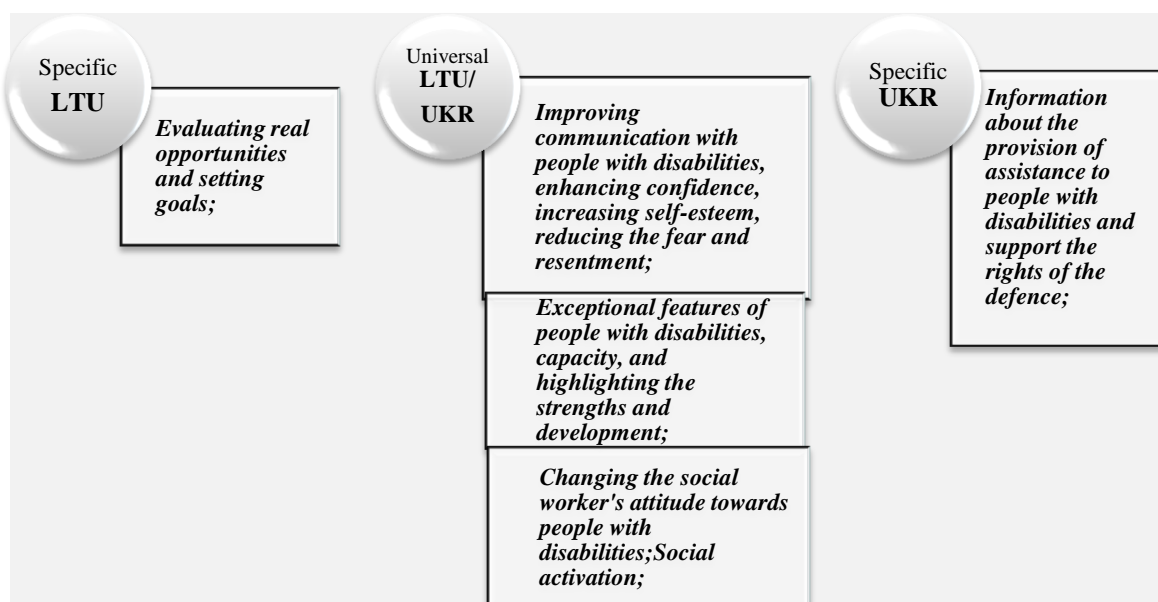 Specific
LTU
Evaluating real
opportunities
and setting
goals;
Universal
LTU/
UKR
Improving
communication with
people with disabilities,
enhancing confidence,
increasing self-esteem,
reducing the fear and
resentment;
Exceptional features of
people with disabilities,
capacity, and
highlighting the
strengths and
development;
Changing the social
worker's attitude towards
people with
disabilities;Social
activation;
Specific
UKR
Information
about the
provision of
assistance to
people with
disabilities and
support the
rights of the
defence;